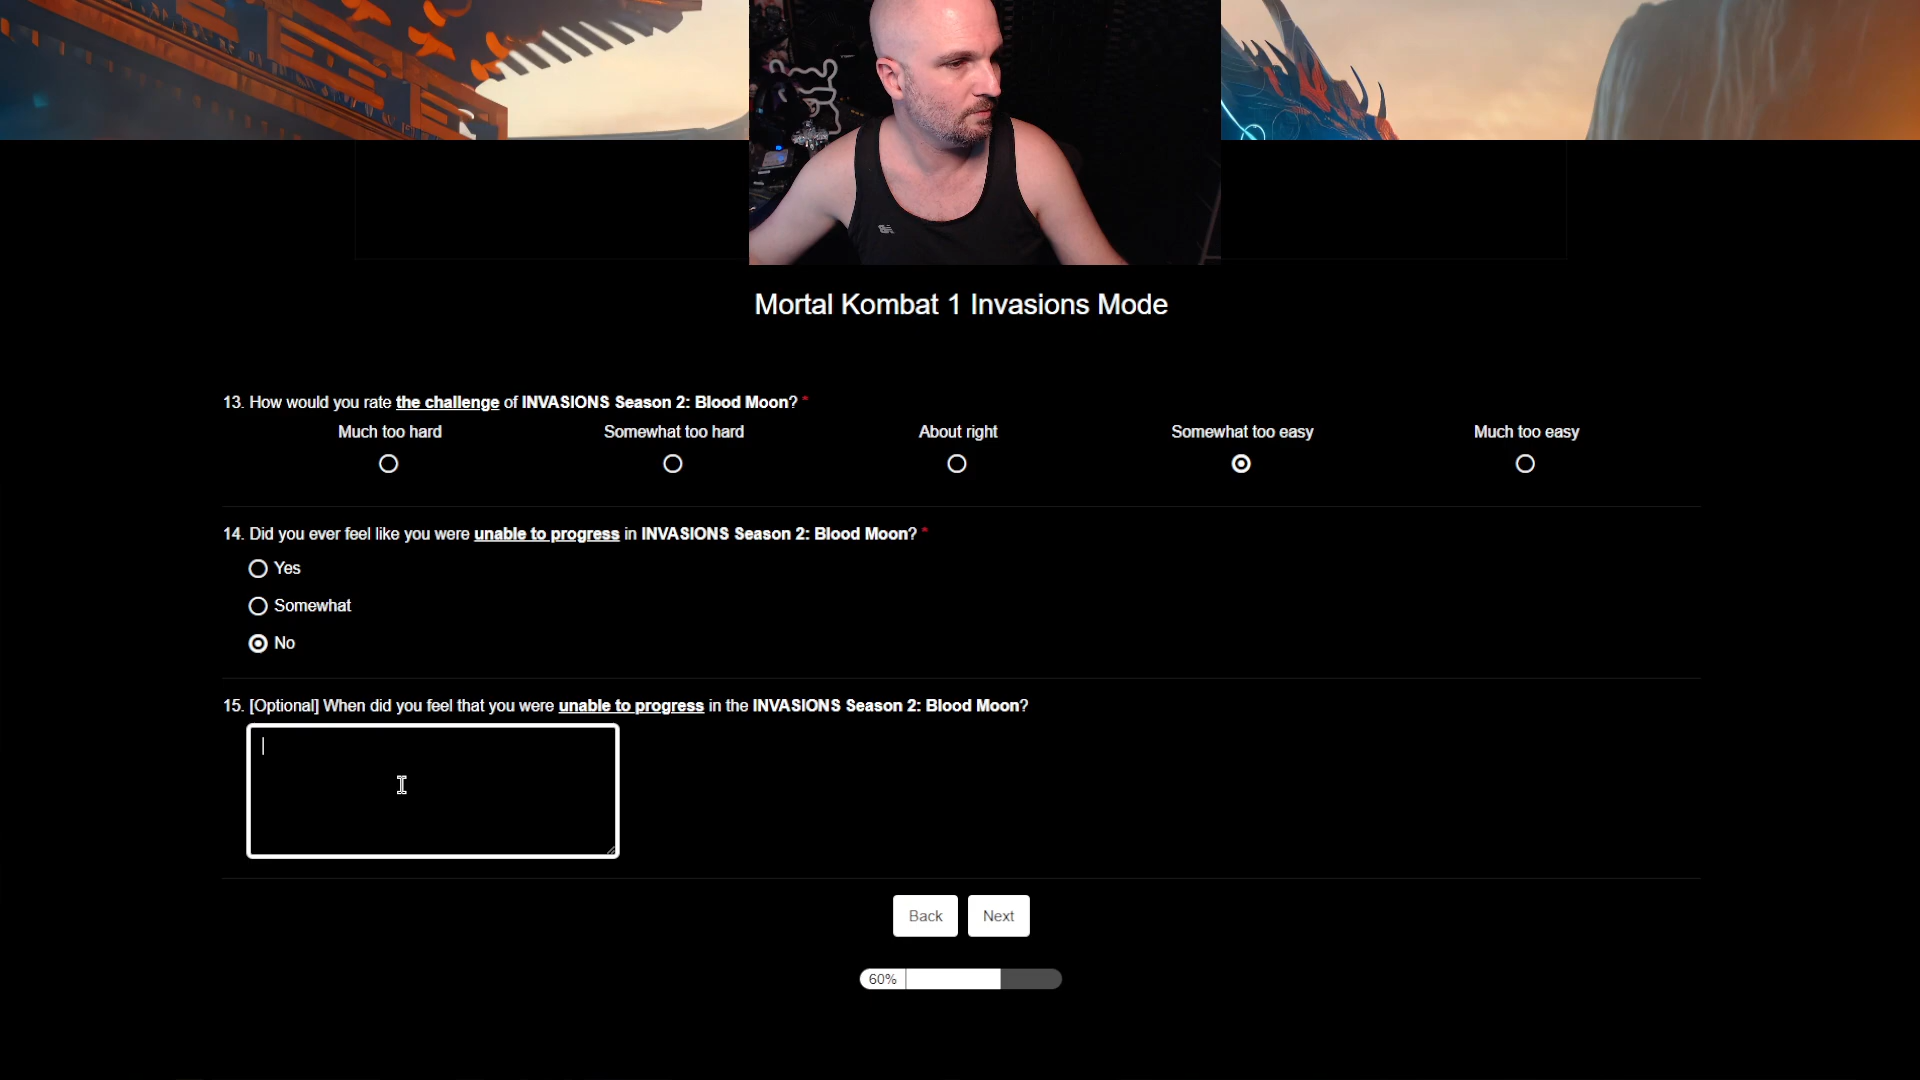 Mortal Kombat 1 Invasions Mode
13. How would you rate the challenge of INVASIONS Season 2: Blood Moon? *
Much too hard
Somewhat too hard
About right
Somewhat too easy
Much too easy
14. Did you ever feel like you were unable to progress in INVASIONS Season 2: Blood Moon? *
Yes
Somewhat
No
15. [Optional] When did you feel that you were unable to progress in the INVASIONS Season 2: Blood Moon?
Back
Next
60%